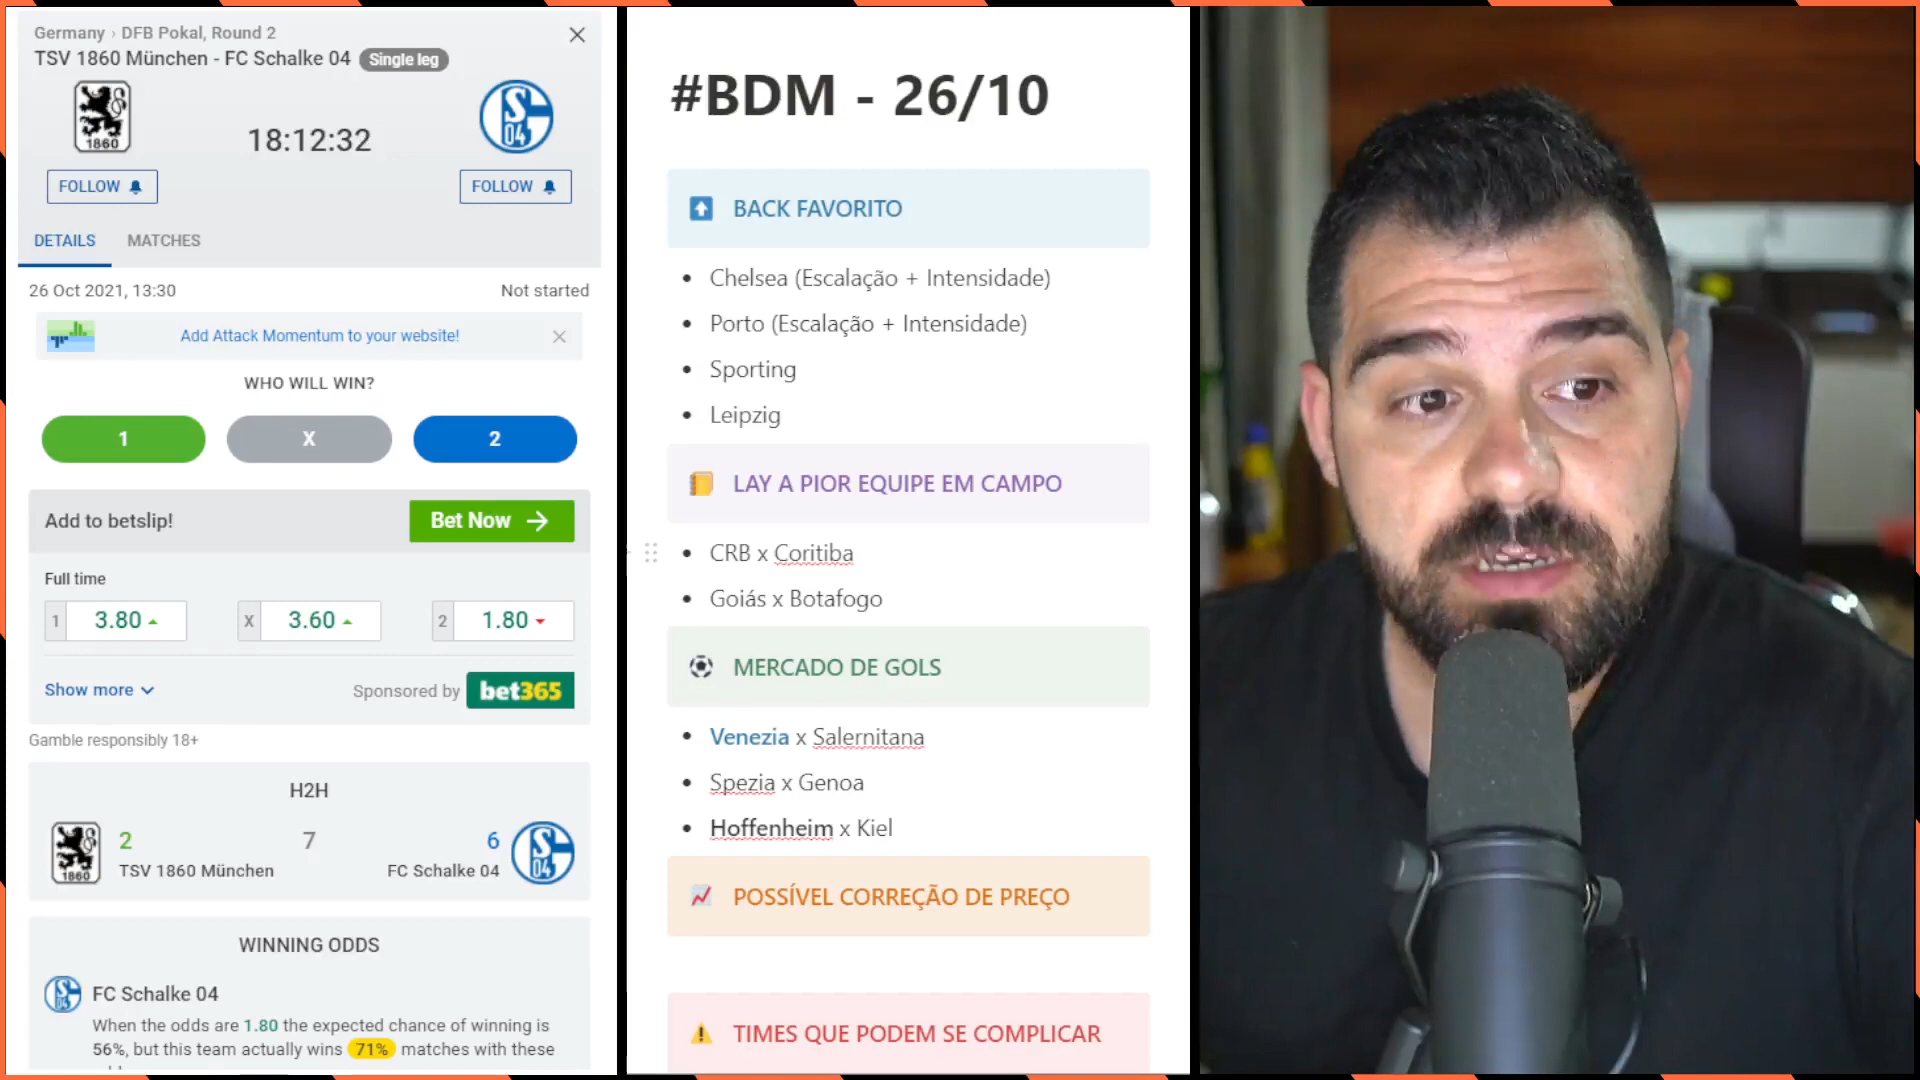 Germany › DFB Pokal, Round 2
TSV 1860 München - FC Schalke 04 Single leg
1860
S 04
18:12:32
FOLLOW
FOLLOW
DETAILS MATCHES
26 Oct 2021, 13:30 Not started
Add Attack Momentum to your website!
WHO WILL WIN?
1 X 2
Add to betslip! Bet Now
Full time
1 3.80 X 3.60 2 1.80
Show more Sponsored by bet365
Gamble responsibly 18+
H2H
1860 2 7 6 S 04
TSV 1860 München FC Schalke 04
WINNING ODDS
FC Schalke 04
When the odds are 1.80 the expected chance of winning is
56%, but this team actually wins 71% matches with these
#BDM - 26/10
BACK FAVORITO
• Chelsea (Escalação + Intensidade)
• Porto (Escalação + Intensidade)
• Sporting
• Leipzig
LAY A PIOR EQUIPE EM CAMPO
• CRB x Coritiba
• Goiás x Botafogo
MERCADO DE GOLS
• Venezia x Salernitana
• Spezia x Genoa
• Hoffenheim x Kiel
POSSÍVEL CORREÇÃO DE PREÇO
TIMES QUE PODEM SE COMPLICAR